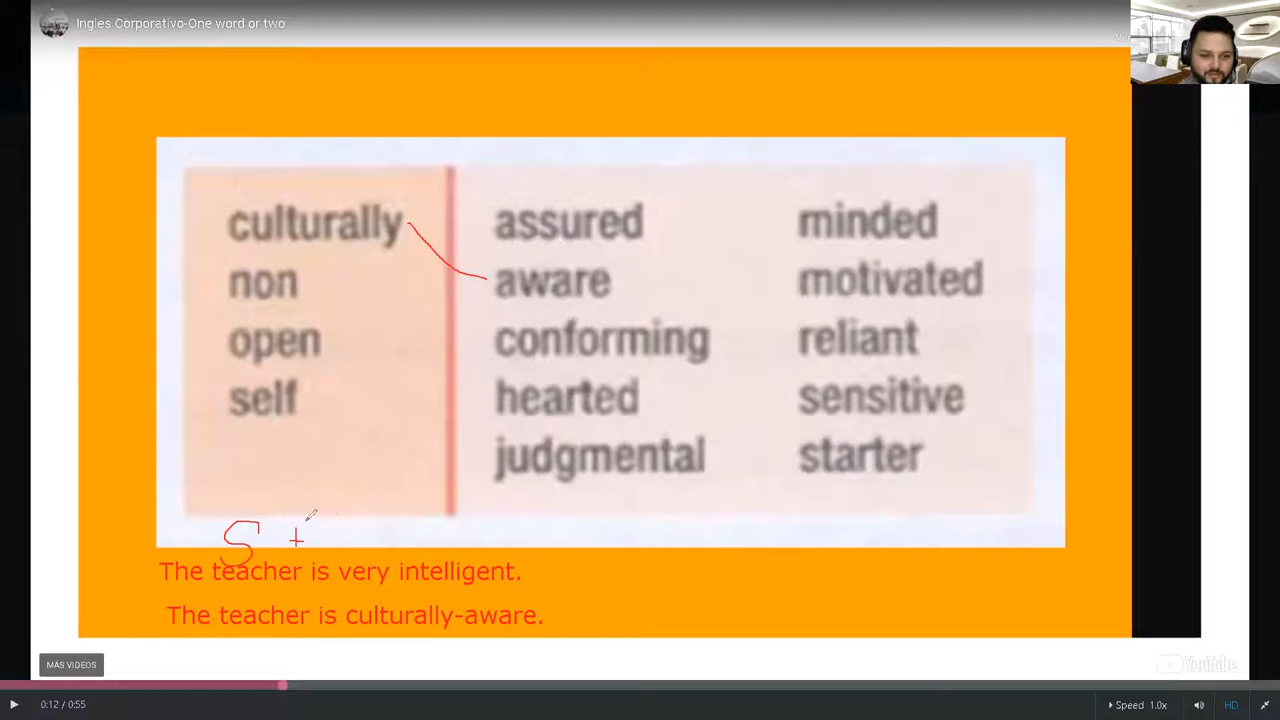 Ingles Corporativo-One word or two
culturally assured minded
non aware motivated
open conforming reliant
self hearted sensitive
judgmental starter
S +
The teacher is very intelligent.
The teacher is culturally-aware.
MÁS VIDEOS
YouTube
0:12 / 0:55
Speed 1.0x
HD